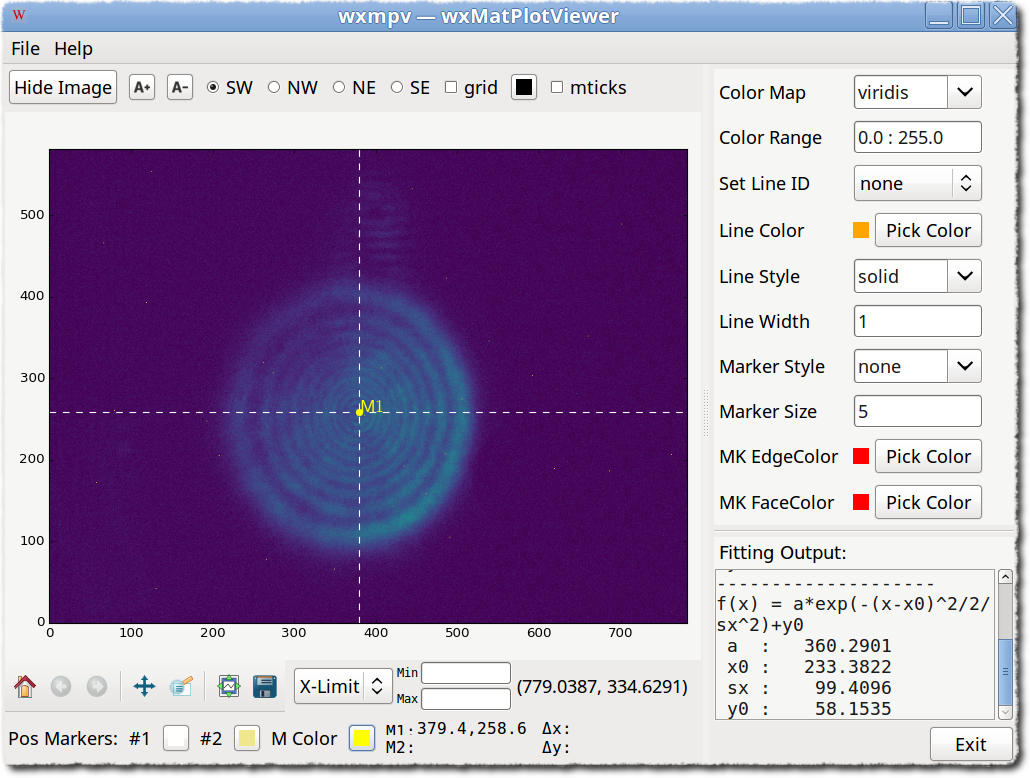 W wxmpv — wxMatPlotViewer
File Help
Hide Image A+ A- SW NW NE SE grid mticks
500
400
300
200
100
0
M1
0 100 200 300 400 500 600 700
X-Limit Min (779.0387, 334.6291)
Max
Pos Markers: #1 #2 M Color M1:379.4,258.6 Δx:
M2: Δy:
Color Map viridis
Color Range 0.0 : 255.0
Set Line ID none
Line Color Pick Color
Line Style solid
Line Width 1
Marker Style none
Marker Size 5
MK EdgeColor Pick Color
MK FaceColor Pick Color
Fitting Output:
--------------------
f(x) = a*exp(-(x-x0)^2/2/
sx^2)+y0
a : 360.2901
x0 : 233.3822
sx : 99.4096
y0 : 58.1535
Exit